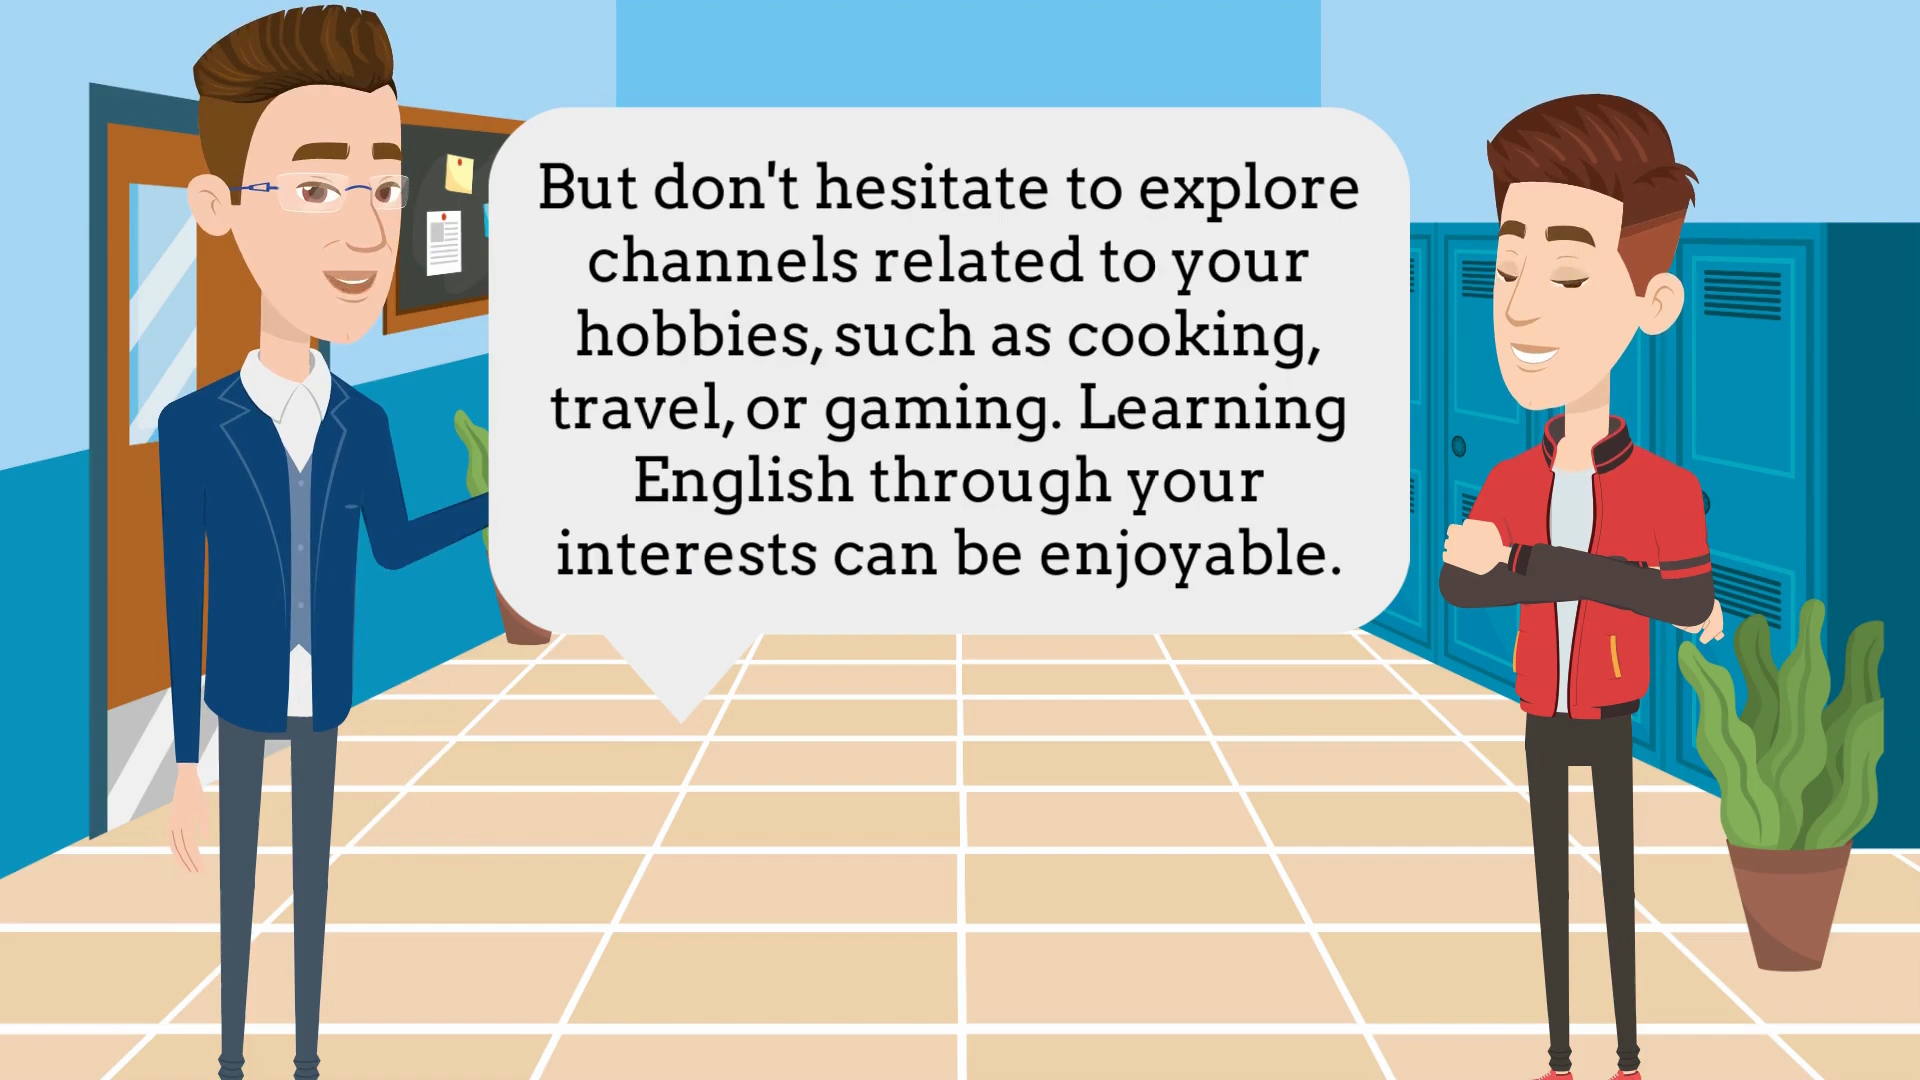 But don't hesitate to explore
channels related to your
hobbies, such as cooking,
travel, or gaming. Learning
English through your
interests can be enjoyable.